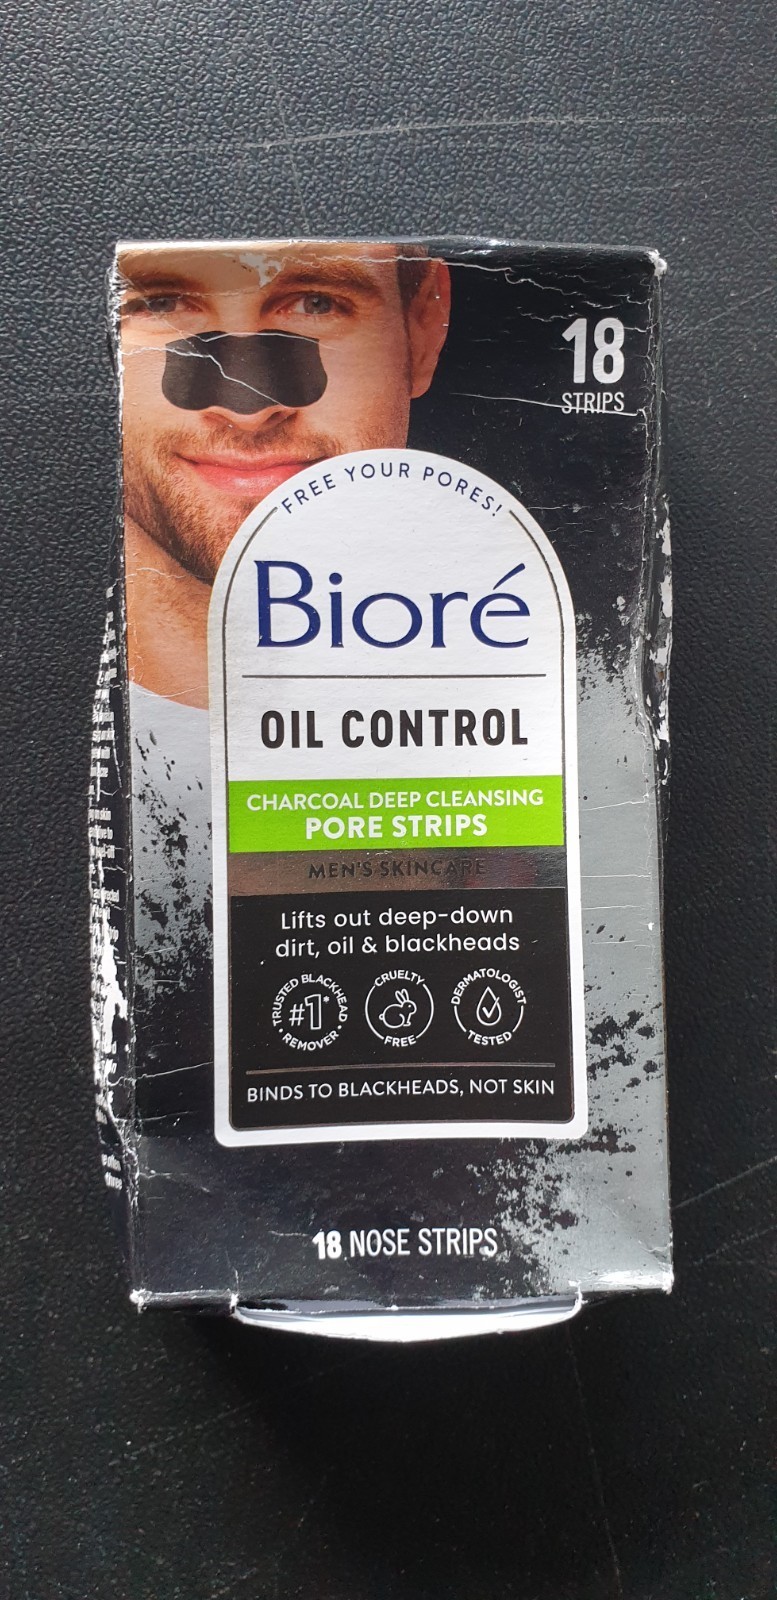 18
STRIPS
FREE YOUR PORES!
Bioré
OIL CONTROL
CHARCOAL DEEP CLEANSING
PORE STRIPS
MEN'S SKINCARE
Lifts out deep-down
dirt, oil & blackheads
TRUSTED BLACKHEAD
#1*
REMOVER
CRUELTY
FREE
DERMATOLOGIST
TESTED
BINDS TO BLACKHEADS, NOT SKIN
18 NOSE STRIPS